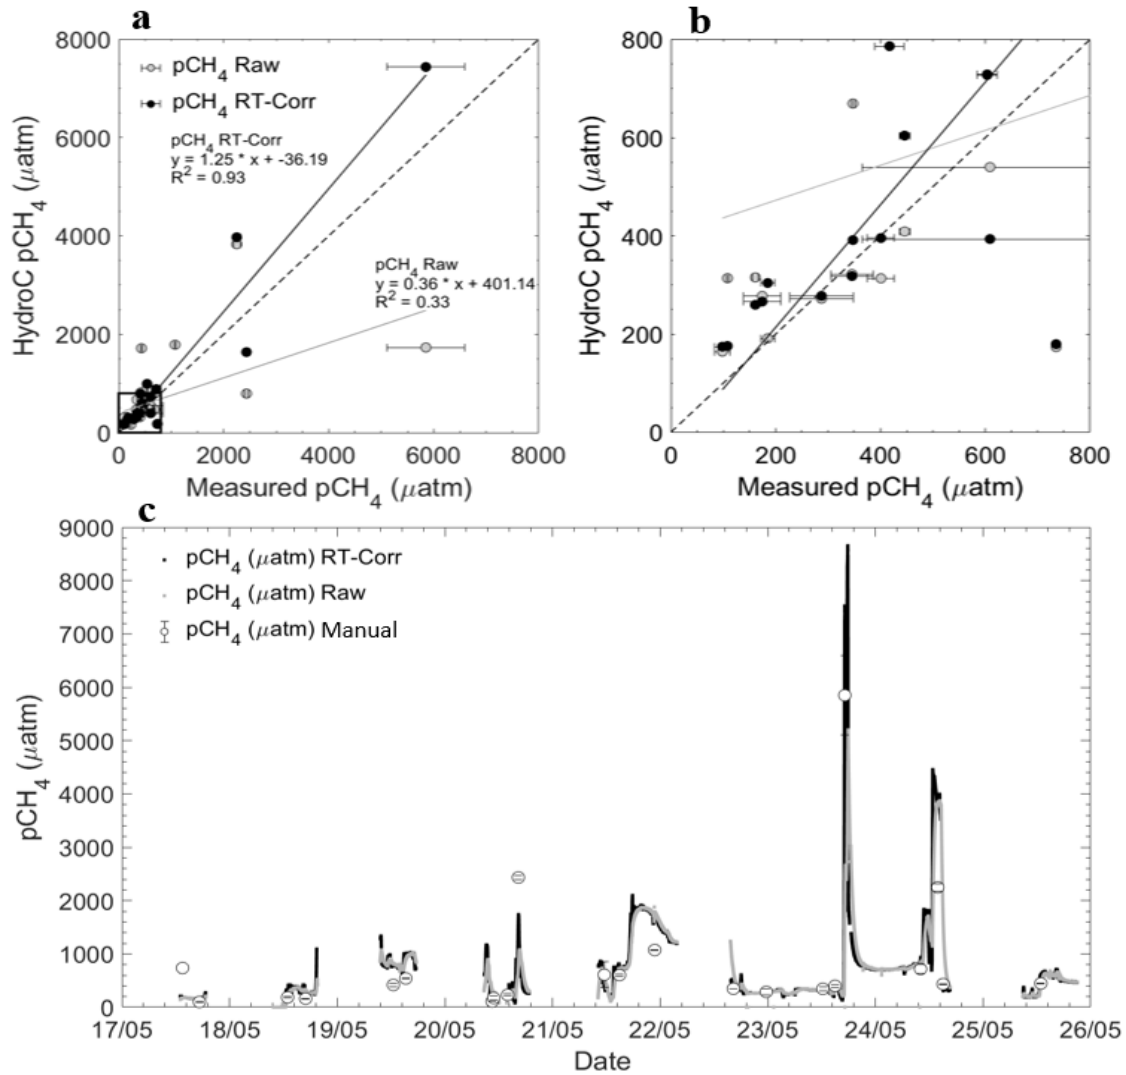 a
8000
6000
4000
2000
0
HydroC pCH4 (μatm)
pCH4 Raw
pCH4 RT-Corr
pCH4 RT-Corr
y = 1.25 * x + -36.19
R2 = 0.93
pCH4 Raw
y = 0.36 * x + 401.14
R2 = 0.33
0 2000 4000 6000 8000
Measured pCH4 (μatm)
b
800
600
400
200
0
HydroC pCH4 (μatm)
0 200 400 600 800
Measured pCH4 (μatm)
c
9000
8000
7000
6000
5000
4000
3000
2000
1000
0
pCH4 (μatm)
pCH4 (μatm) RT-Corr
pCH4 (μatm) Raw
pCH4 (μatm) Manual
17/05 18/05 19/05 20/05 21/05 22/05 23/05 24/05 25/05 26/05
Date